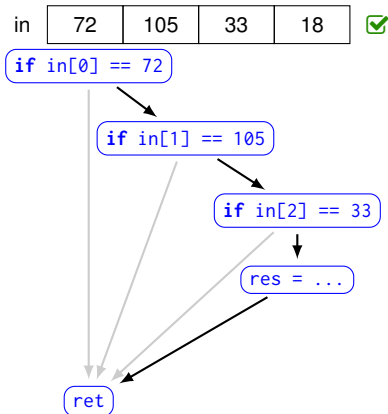 in 72 105 33 18
if in[0] == 72
if in[1] == 105
if in[2] == 33
res = ...
ret